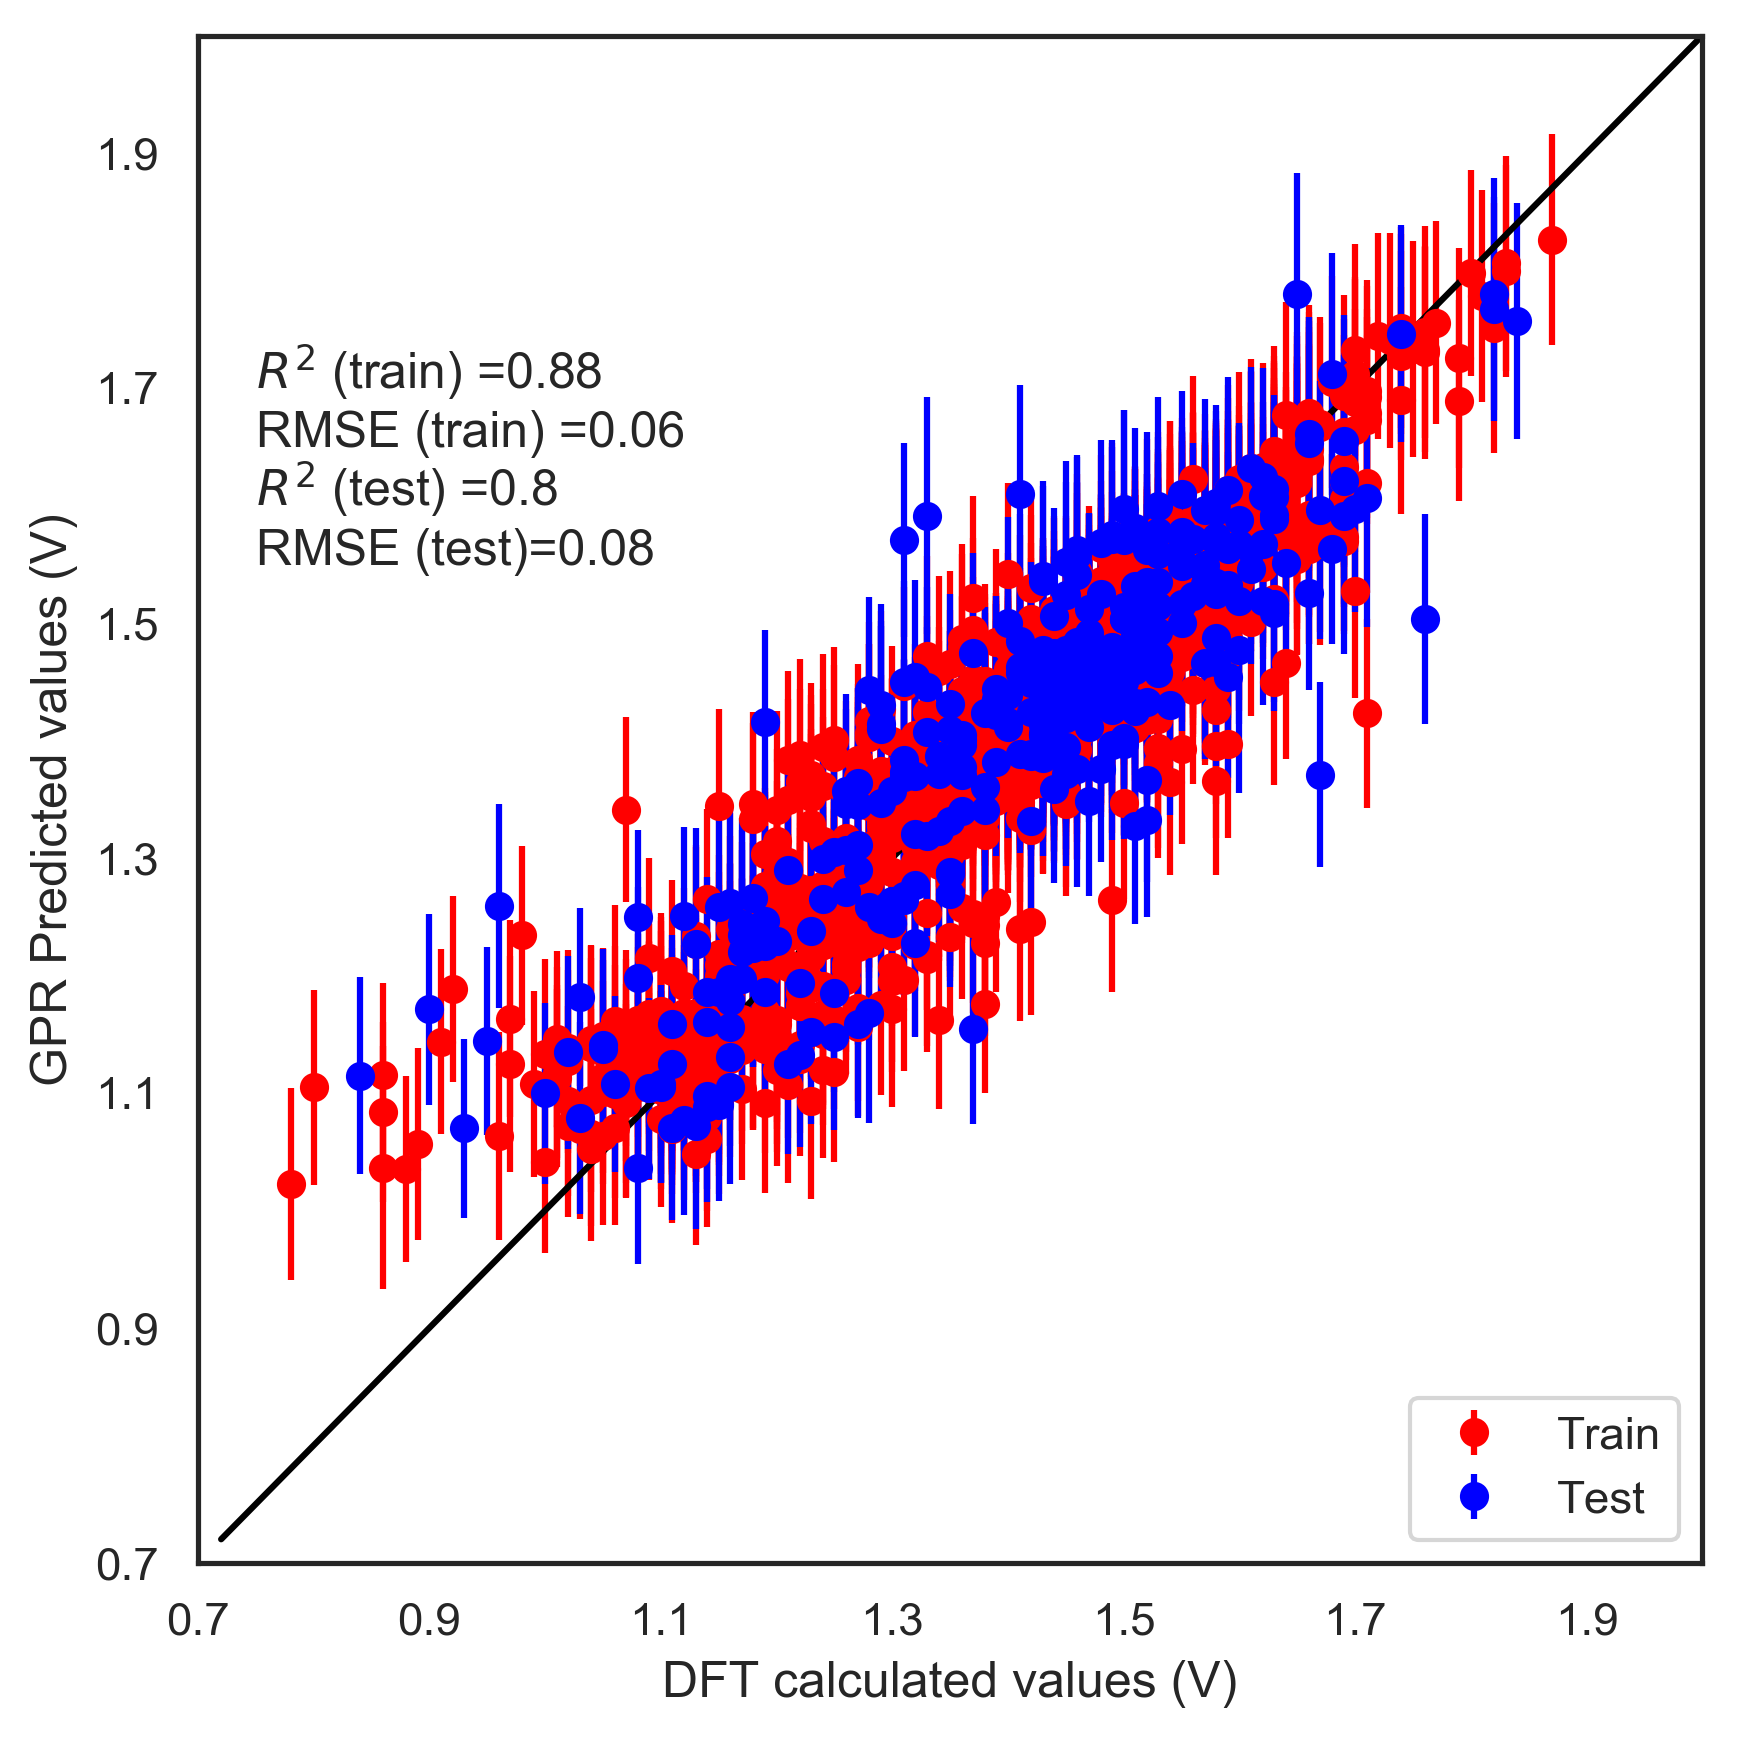 GPR Predicted values (V)
1.9
1.7
1.5
1.3
1.1
0.9
0.7
R² (train) =0.88
RMSE (train) =0.06
R² (test) =0.8
RMSE (test)=0.08
Train
Test
0.7 0.9 1.1 1.3 1.5 1.7 1.9
DFT calculated values (V)